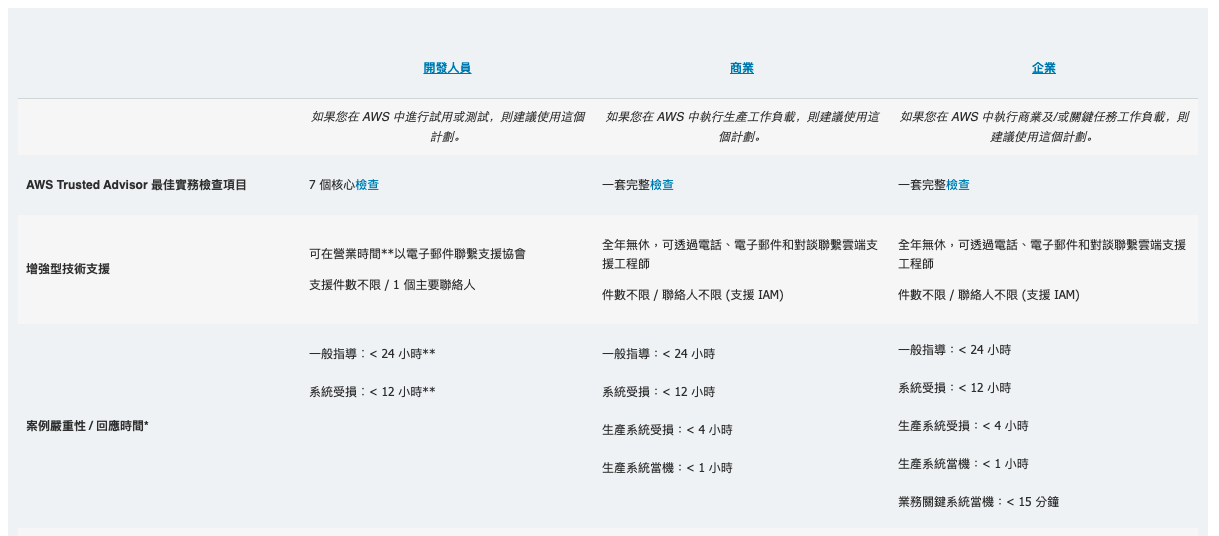 開發人員
商業
企業
如果您在 AWS 中進行試用或測試，則建議使用這個
計劃。
如果您在 AWS 中執行生產工作負載，則建議使用這
個計劃。
如果您在 AWS 中執行商業及/或關鍵任務工作負載，則
建議使用這個計劃。
AWS Trusted Advisor 最佳實務檢查項目
7 個核心檢查
一套完整檢查
一套完整檢查
增強型技術支援
可在營業時間**以電子郵件聯繫支援協會
支援件數不限 / 1 個主要聯絡人
全年無休，可透過電話、電子郵件和對談聯繫雲端支
援工程師
件數不限 / 聯絡人不限 (支援 IAM)
全年無休，可透過電話、電子郵件和對談聯繫雲端支援
工程師
件數不限 / 聯絡人不限 (支援 IAM)
案例嚴重性 / 回應時間*
一般指導：< 24 小時**
系統受損：< 12 小時**
一般指導：< 24 小時
系統受損：< 12 小時
生產系統受損：< 4 小時
生產系統當機：< 1 小時
一般指導：< 24 小時
系統受損：< 12 小時
生產系統受損：< 4 小時
生產系統當機：< 1 小時
業務關鍵系統當機：< 15 分鐘